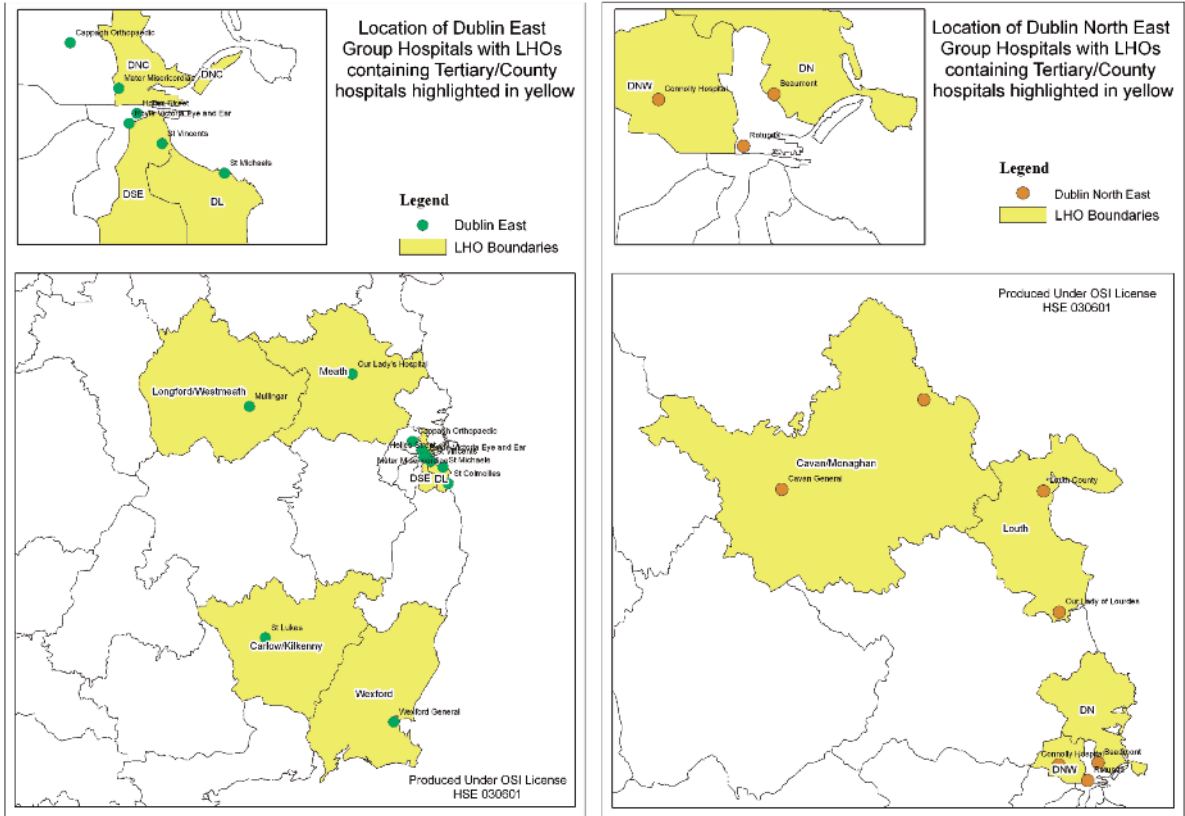 Location of Dublin East
Group Hospitals with LHOs
containing Tertiary/County
hospitals highlighted in yellow
Cappagh Orthopaedic
DNC
DNC
Mater Misericordiae
Victoria Eye and Ear
St Vincents
St Michaels
DSE
DL
Legend
Dublin East
LHO Boundaries
Our Lady's Hospital
Meath
Longford/Westmeath
Mullingar
Cappagh Orthopaedic
Victoria Eye and Ear
St Michaels
St Colmcilles
DSE
DL
St Lukes
Carlow/Kilkenny
Wexford
Wexford General
Produced Under OSI License
HSE 030601
Location of Dublin North East
Group Hospitals with LHOs
containing Tertiary/County
hospitals highlighted in yellow
DN
DNW
Connolly Hospital
Beaumont
Rotunda
Legend
Dublin North East
LHO Boundaries
Produced Under OSI License
HSE 030601
Cavan/Monaghan
Cavan General
Louth County
Louth
Our Lady of Lourdes
DN
Connolly Hospital
Beaumont
DNW
Rotunda